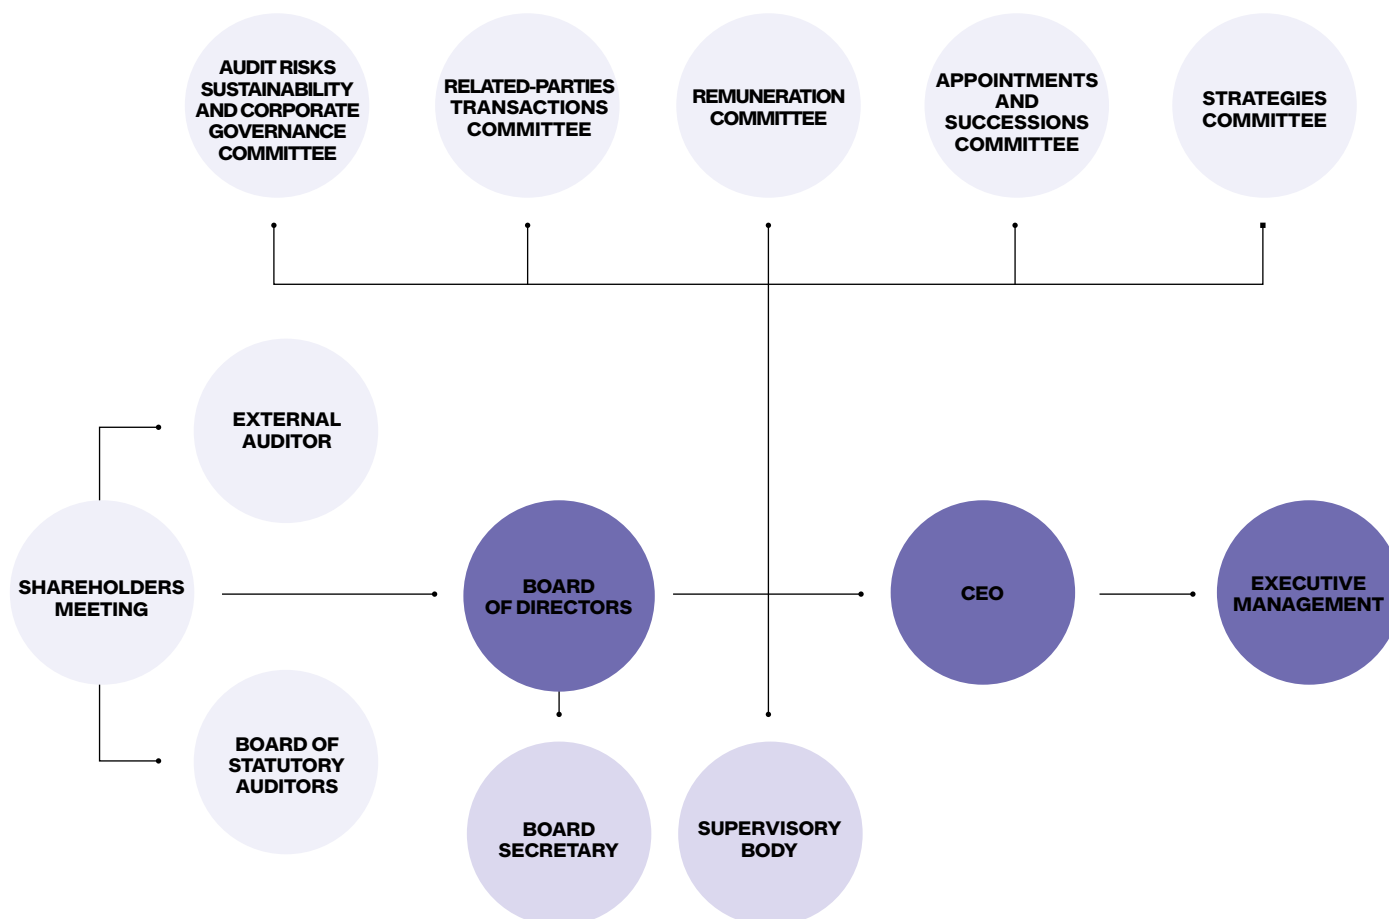 AUDIT RISKS
SUSTAINABILITY
AND CORPORATE
GOVERNANCE
COMMITTEE
RELATED-PARTIES
TRANSACTIONS
COMMITTEE
REMUNERATION
COMMITTEE
APPOINTMENTS
AND
SUCCESSIONS
COMMITTEE
STRATEGIES
COMMITTEE
EXTERNAL
AUDITOR
SHAREHOLDERS
MEETING
BOARD
OF DIRECTORS
CEO
EXECUTIVE
MANAGEMENT
BOARD OF
STATUTORY
AUDITORS
BOARD
SECRETARY
SUPERVISORY
BODY